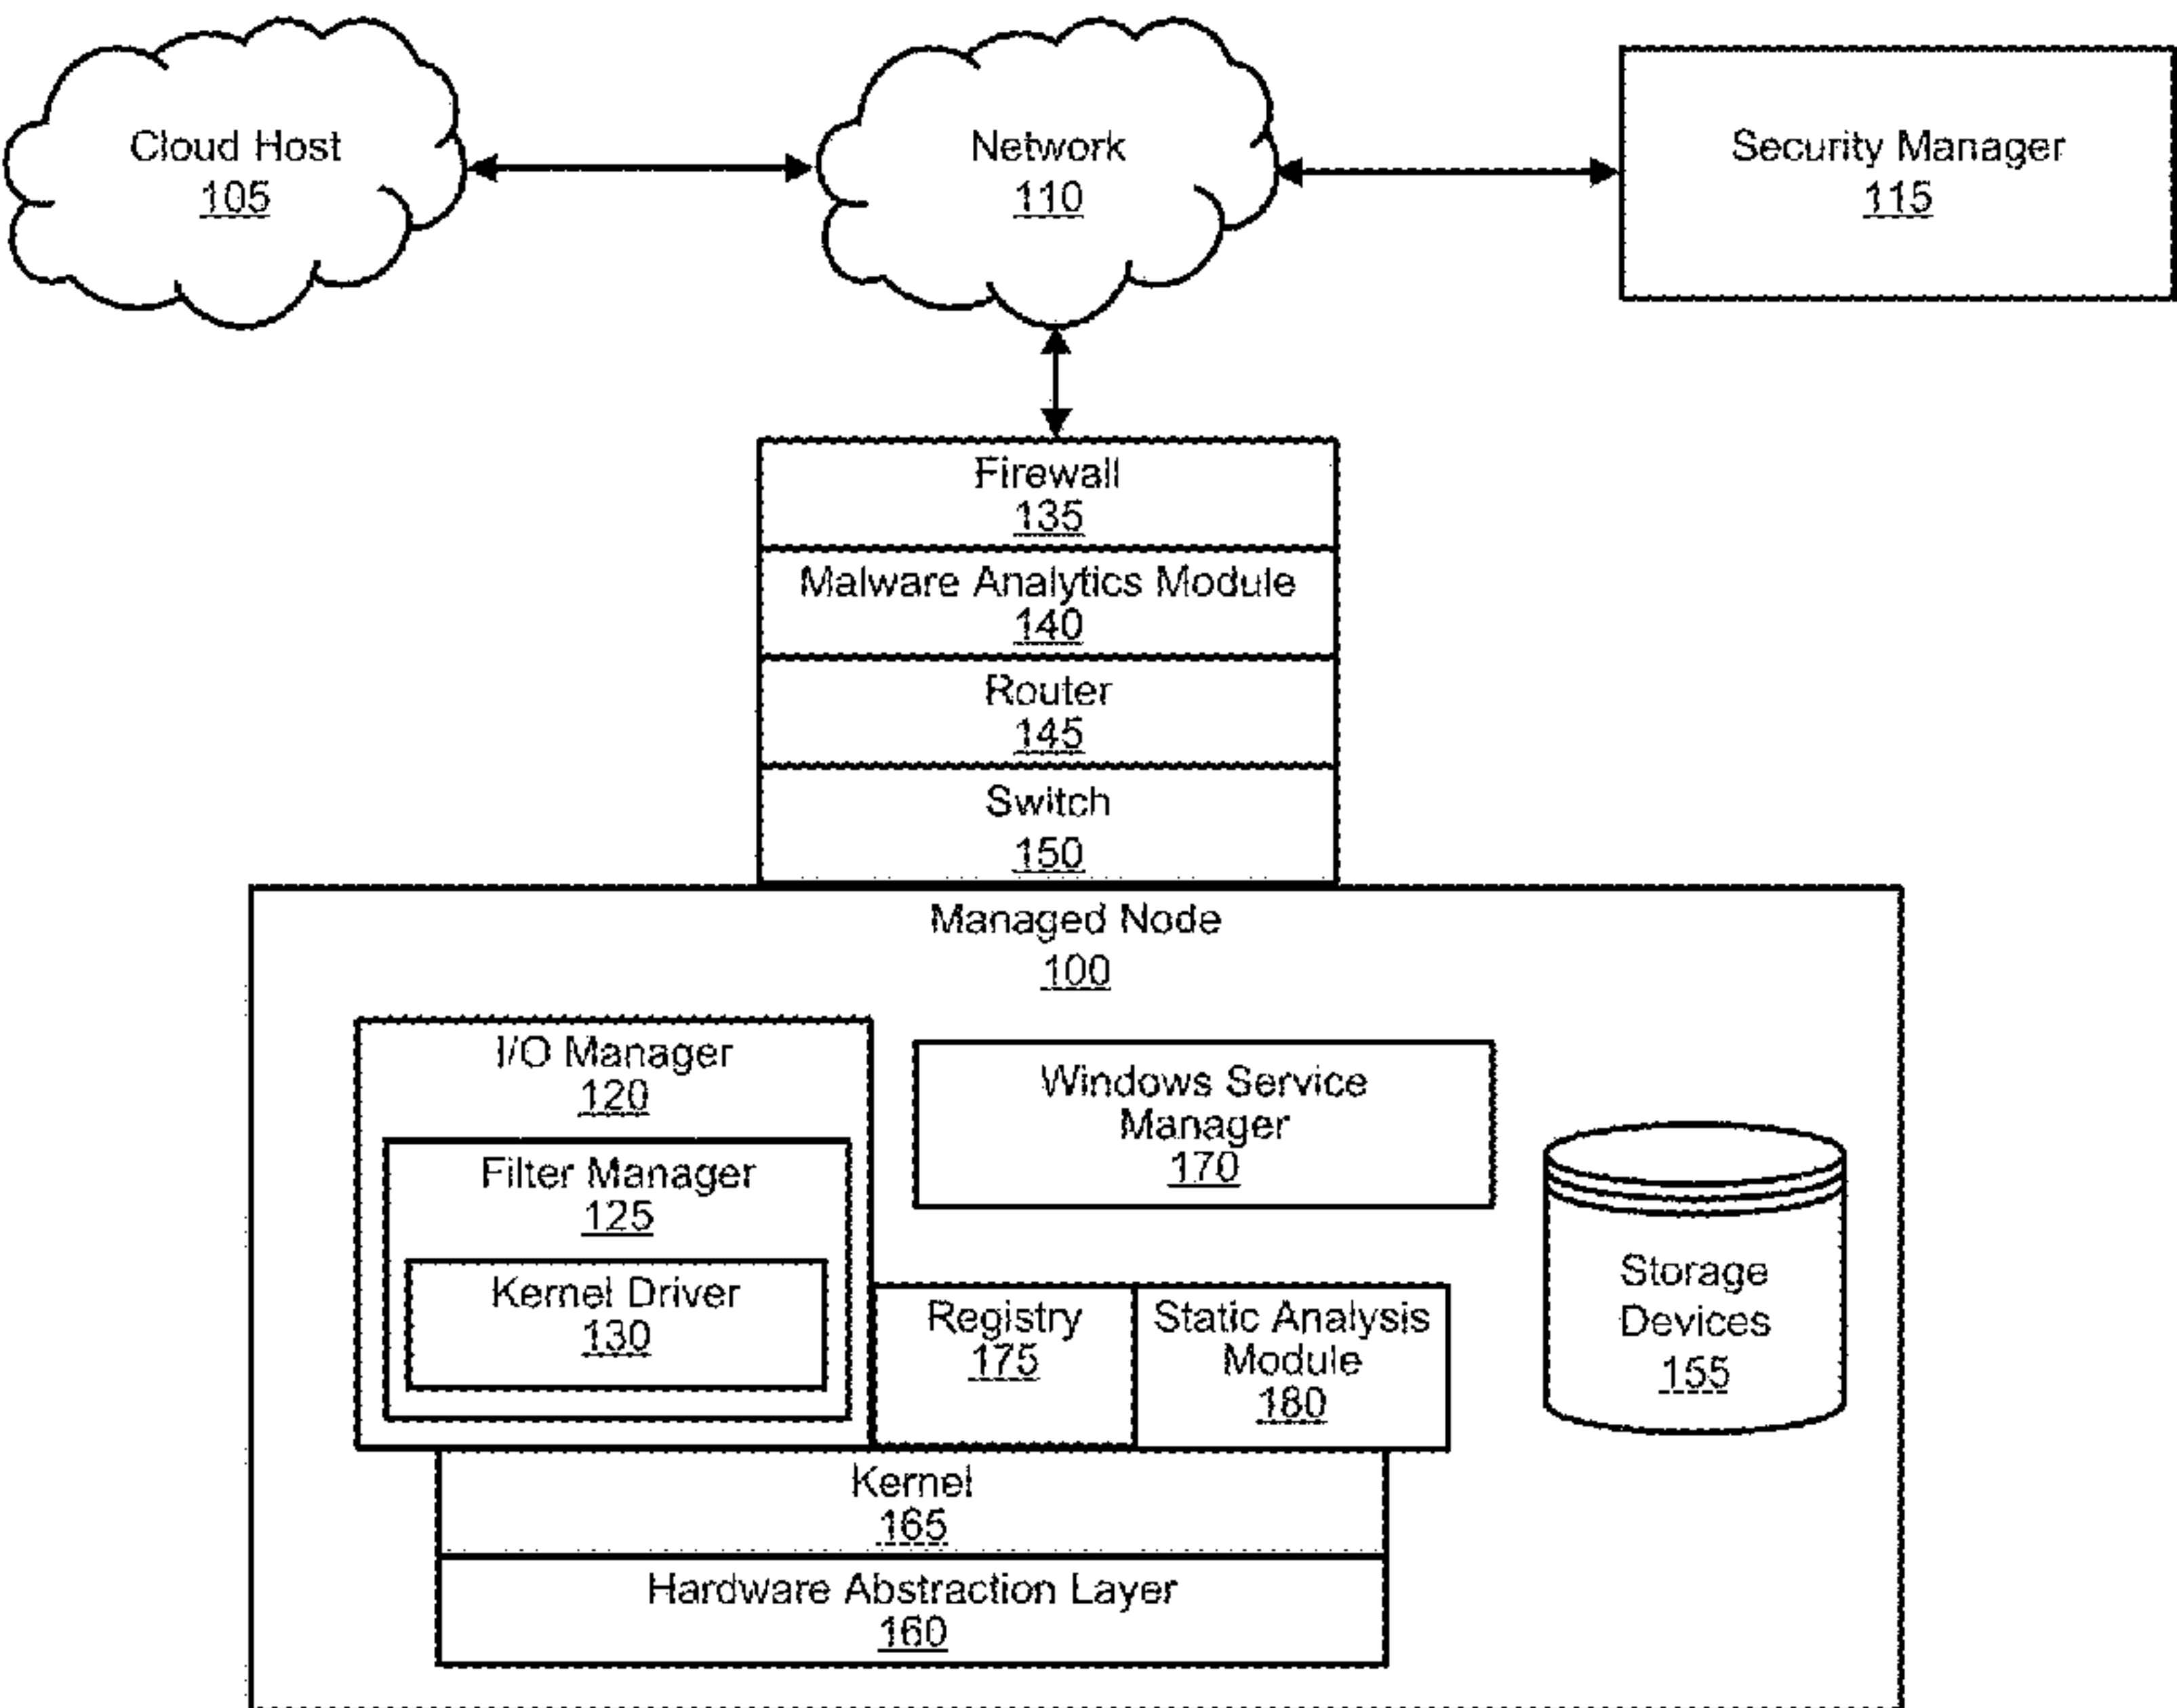 Cloud Host
105
Network
110
Security Manager
115
Firewall
135
Malware Analytics Module
140
Router
145
Switch
150
Managed Node
100
I/O Manager
120
Filter Manager
125
Kernel Driver
130
Windows Service
Manager
170
Registry
175
Static Analysis
Module
180
Storage
Devices
155
Kernel
165
Hardware Abstraction Layer
160